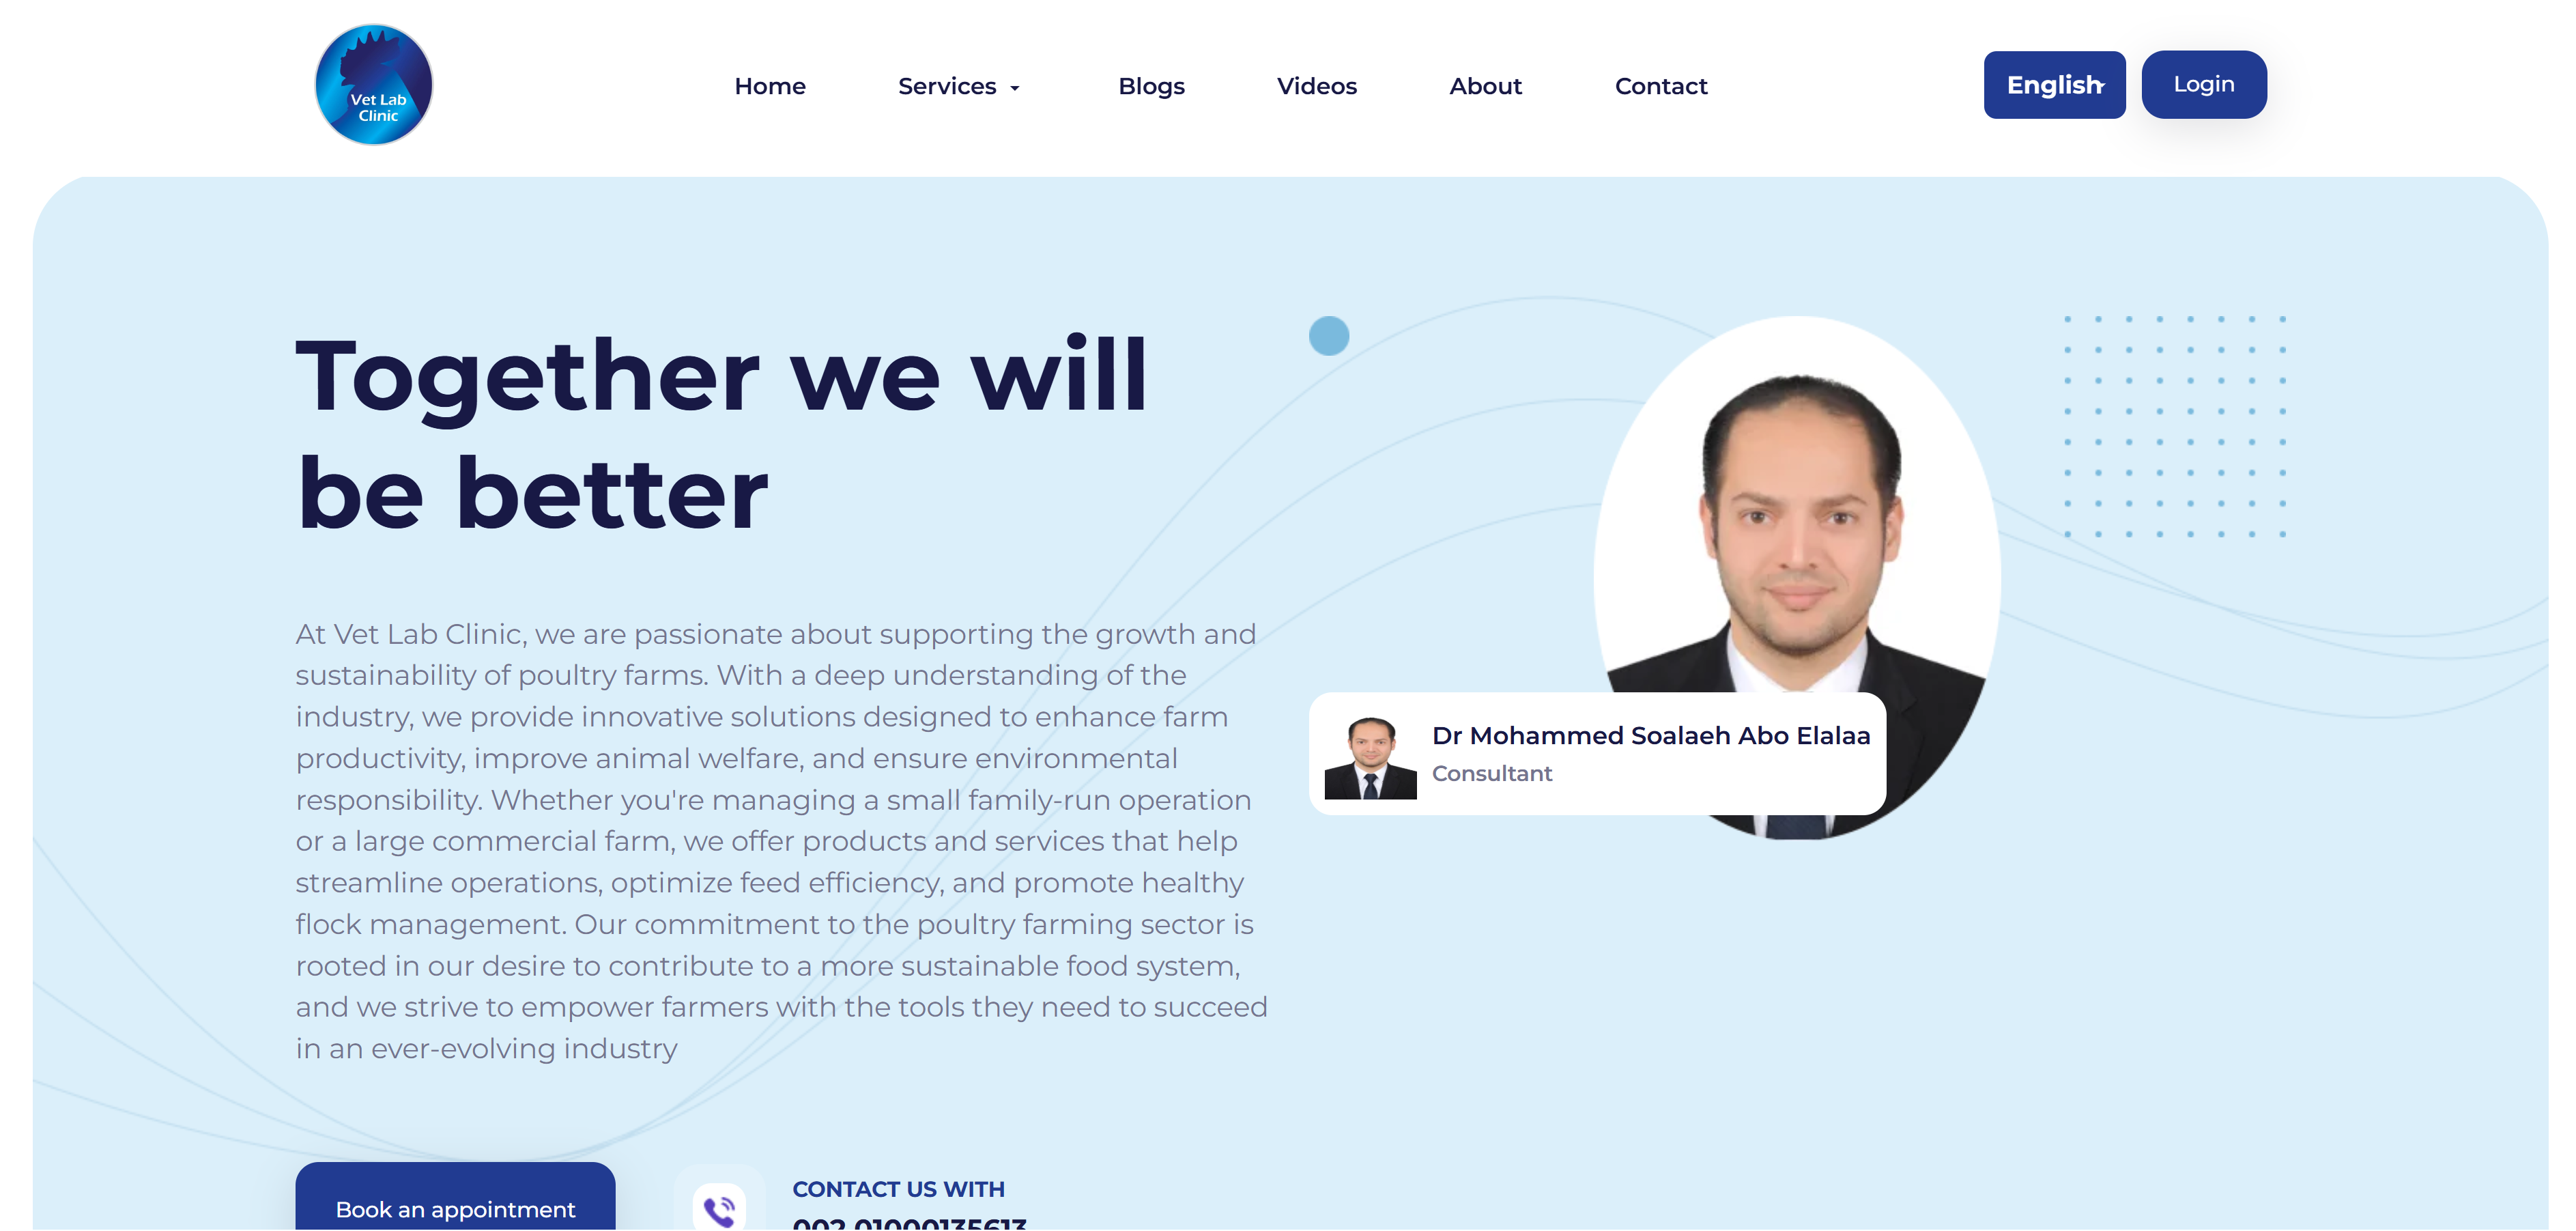 Vet Lab
Clinic
Home
Services
Blogs
Videos
About
Contact
English
Login
Together we will
be better
At Vet Lab Clinic, we are passionate about supporting the growth and
sustainability of poultry farms. With a deep understanding of the
industry, we provide innovative solutions designed to enhance farm
productivity, improve animal welfare, and ensure environmental
responsibility. Whether you're managing a small family-run operation
or a large commercial farm, we offer products and services that help
streamline operations, optimize feed efficiency, and promote healthy
flock management. Our commitment to the poultry farming sector is
rooted in our desire to contribute to a more sustainable food system,
and we strive to empower farmers with the tools they need to succeed
in an ever-evolving industry
Dr Mohammed Soalaeh Abo Elalaa
Consultant
Book an appointment
CONTACT US WITH
002 01000135613